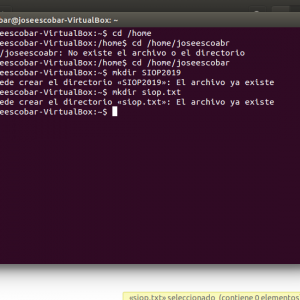 bar@joseescobar-VirtualBox: ~
eescobar-VirtualBox:~$ cd /home
eescobar-VirtualBox:/home$ cd /home/joseescoabr
/joseescoabr: No existe el archivo o el directorio
eescobar-VirtualBox:/home$ cd /home/joseescobar
eescobar-VirtualBox:~$ mkdir SIOP2019
ede crear el directorio «SIOP2019»: El archivo ya existe
eescobar-VirtualBox:~$ mkdir siop.txt
ede crear el directorio «siop.txt»: El archivo ya existe
eescobar-VirtualBox:~$
«siop.txt» seleccionado (contiene 0 elementos